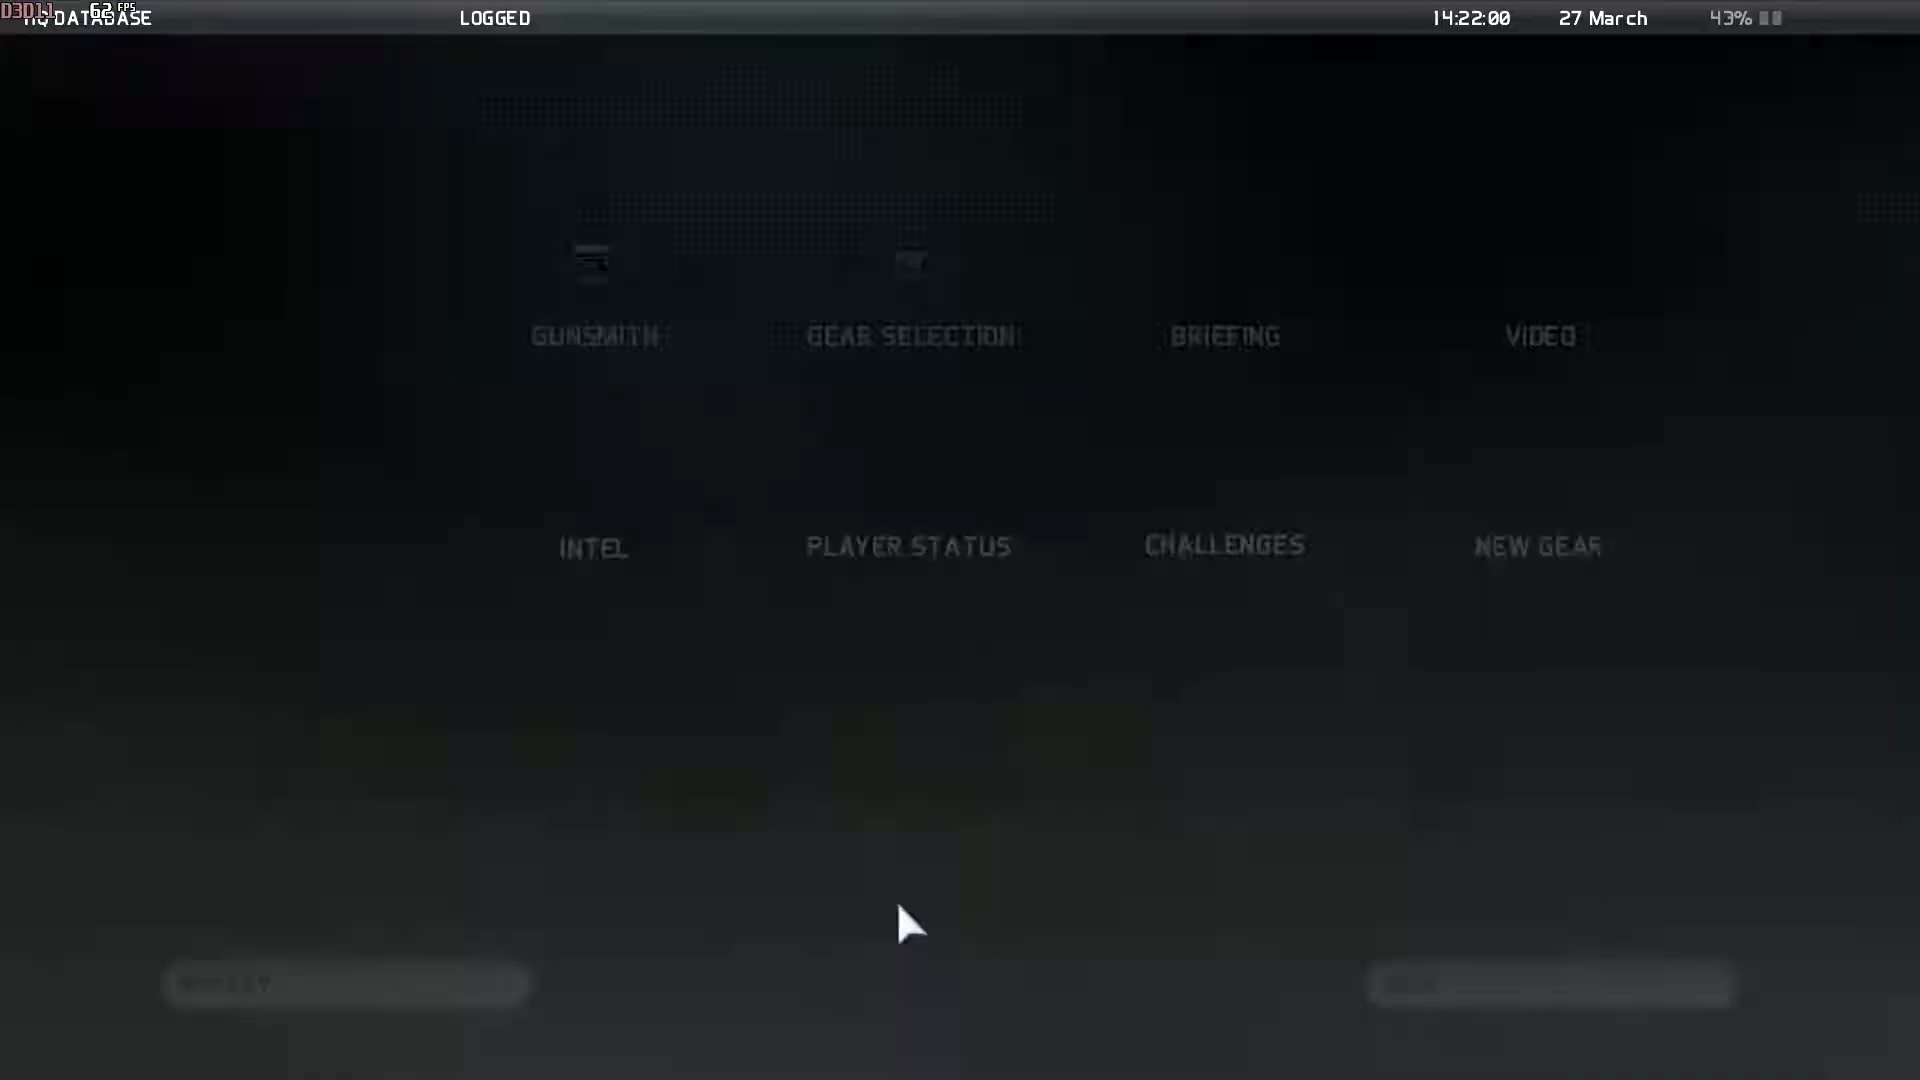 D3D11 62 FPS
HQ DATABASE LOGGED 14:22:00 27 March 43%
GUNSMITH GEAR SELECTION BRIEFING VIDEO
INTEL PLAYER STATUS CHALLENGES NEW GEAR